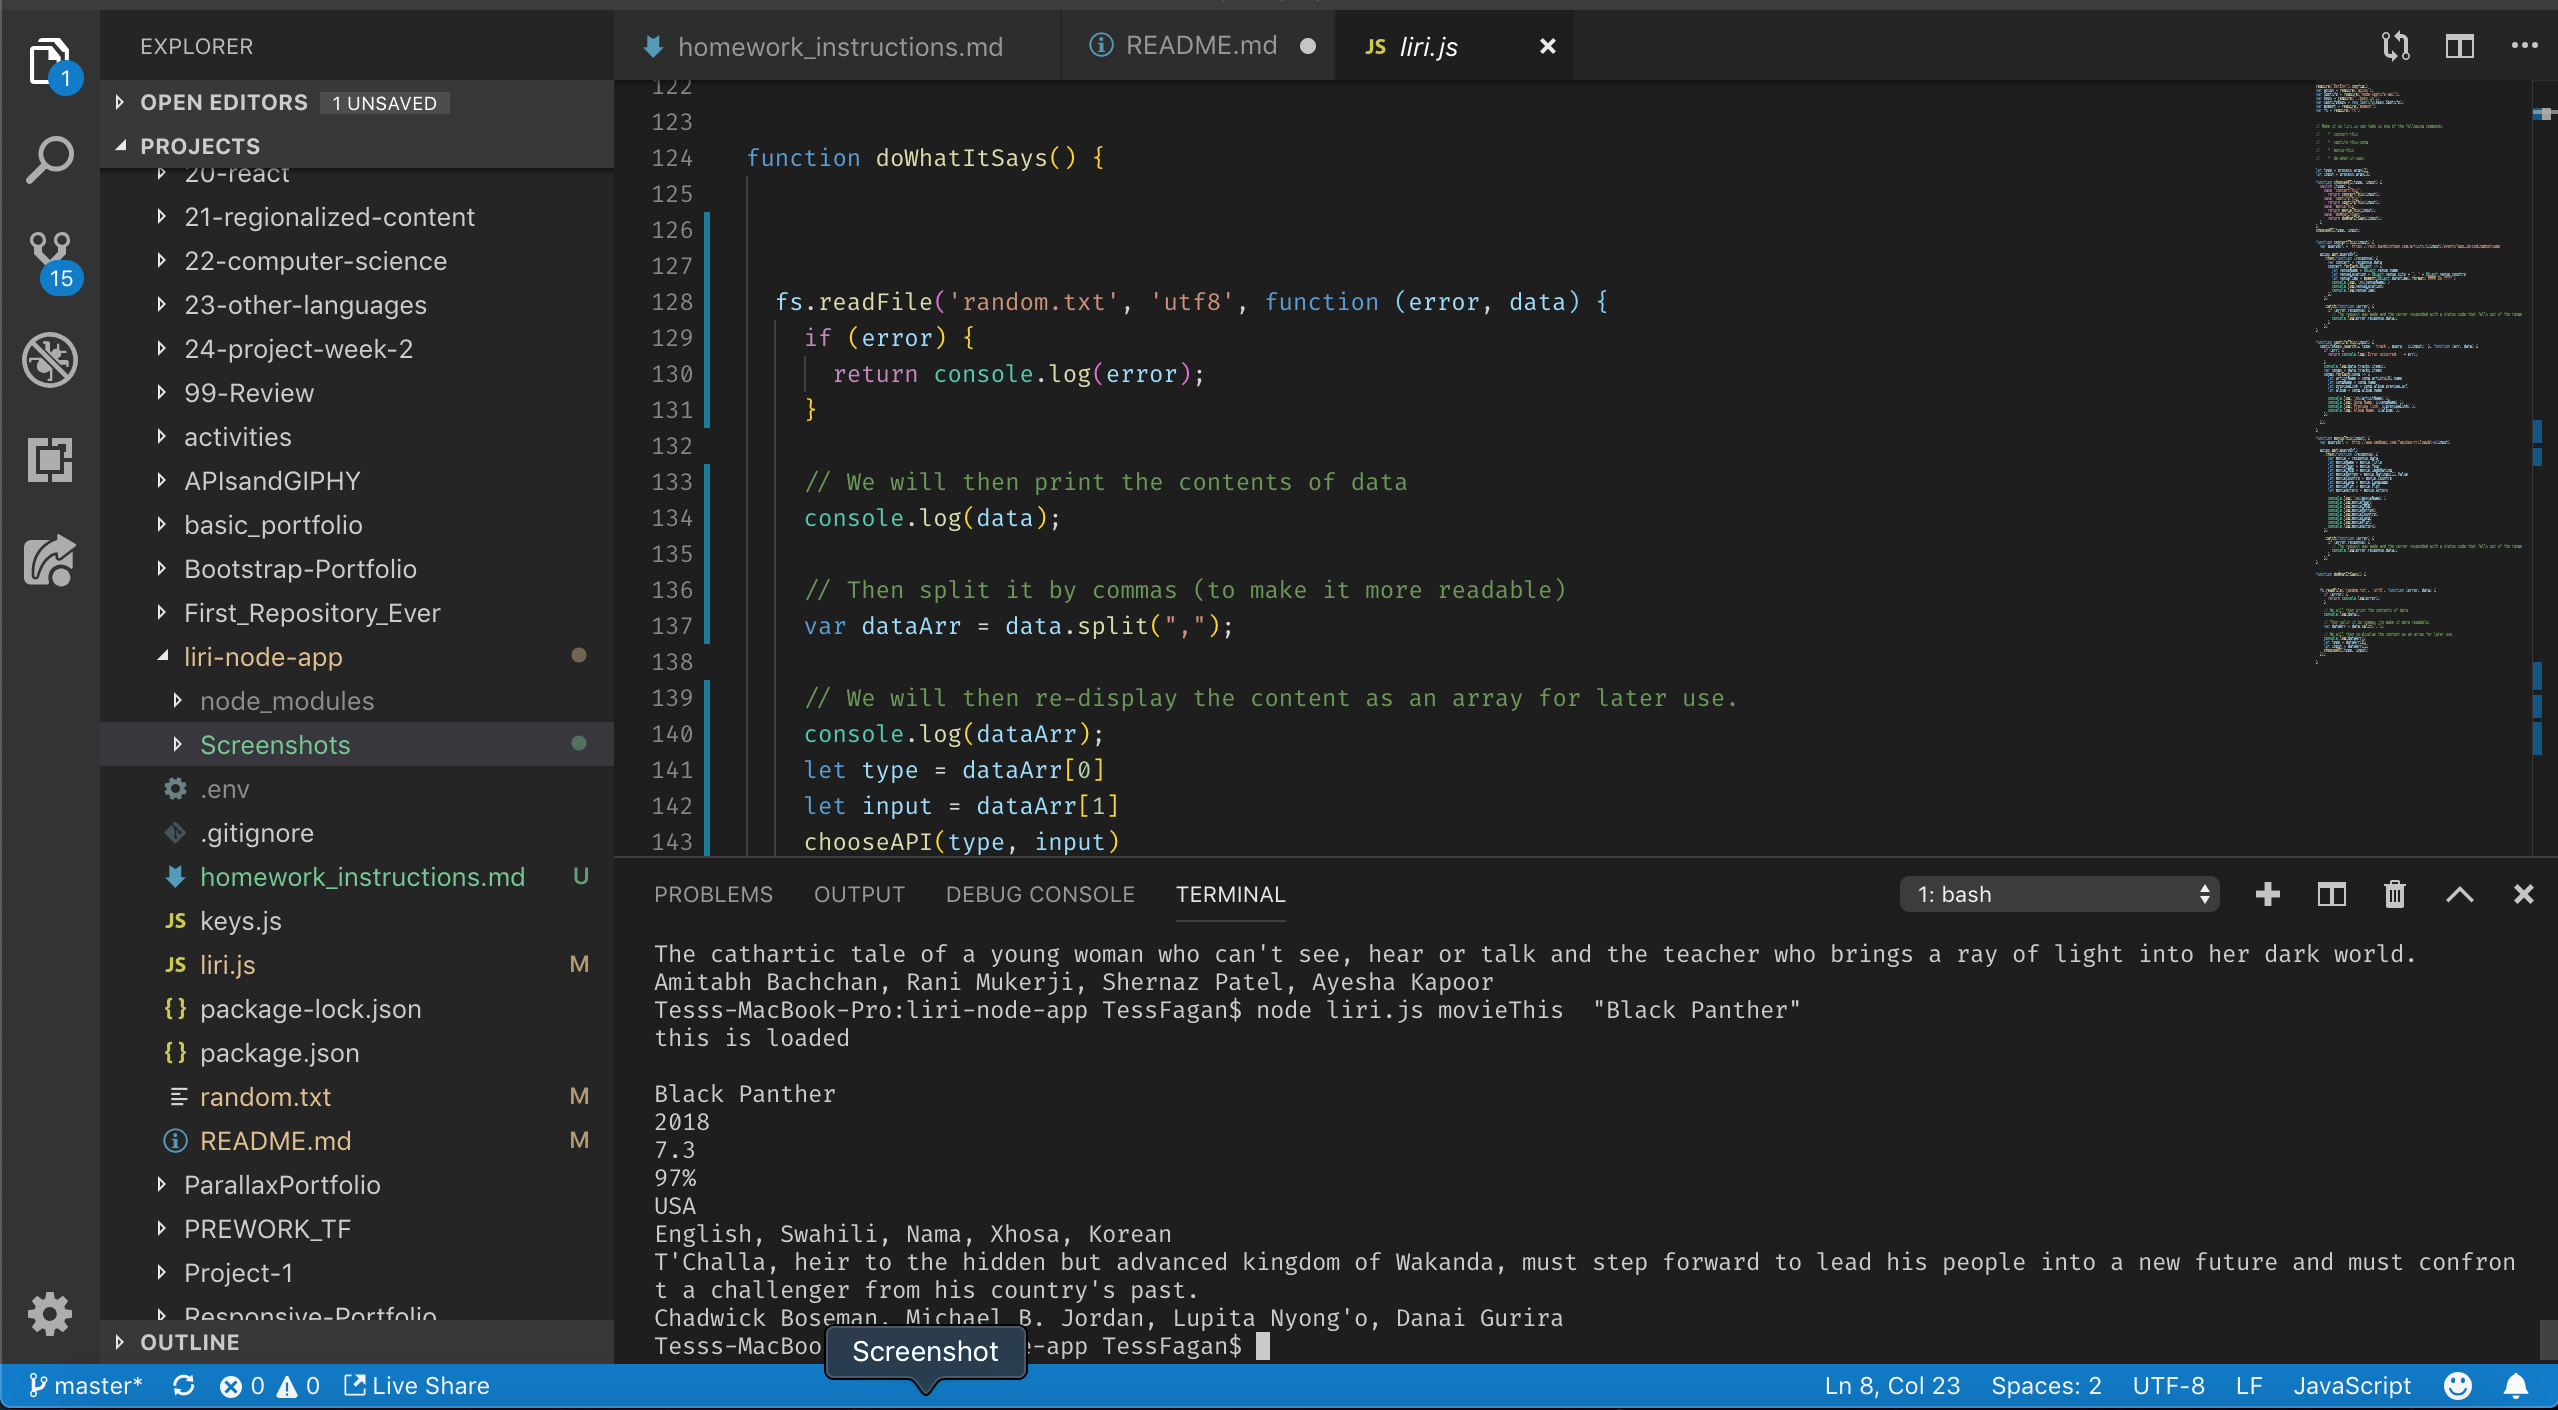 EXPLORER
OPEN EDITORS 1 UNSAVED
PROJECTS
20-react
21-regionalized-content
22-computer-science
23-other-languages
24-project-week-2
99-Review
activities
APIsandGIPHY
basic_portfolio
Bootstrap-Portfolio
First_Repository_Ever
liri-node-app
node_modules
Screenshots
.env
.gitignore
homework_instructions.md U
JS keys.js
JS liri.js M
{} package-lock.json
{} package.json
random.txt M
README.md M
ParallaxPortfolio
PREWORK_TF
Project-1
Responsive-Portfolio
OUTLINE
1
15
homework_instructions.md README.md JS liri.js
122
123
124 function doWhatItSays() {
125
126
127
128 fs.readFile('random.txt', 'utf8', function (error, data) {
129 if (error) {
130 return console.log(error);
131 }
132
133 // We will then print the contents of data
134 console.log(data);
135
136 // Then split it by commas (to make it more readable)
137 var dataArr = data.split(",");
138
139 // We will then re-display the content as an array for later use.
140 console.log(dataArr);
141 let type = dataArr[0]
142 let input = dataArr[1]
143 chooseAPI(type, input)
PROBLEMS OUTPUT DEBUG CONSOLE TERMINAL 1: bash
The cathartic tale of a young woman who can't see, hear or talk and the teacher who brings a ray of light into her dark world.
Amitabh Bachchan, Rani Mukerji, Shernaz Patel, Ayesha Kapoor
Tesss-MacBook-Pro:liri-node-app TessFagan$ node liri.js movieThis  "Black Panther"
this is loaded
Black Panther
2018
7.3
97%
USA
English, Swahili, Nama, Xhosa, Korean
T'Challa, heir to the hidden but advanced kingdom of Wakanda, must step forward to lead his people into a new future and must confron
t a challenger from his country's past.
Chadwick Boseman, Michael B. Jordan, Lupita Nyong'o, Danai Gurira
Tesss-MacBoo e-app TessFagan$
Screenshot
master* 0 0 Live Share Ln 8, Col 23 Spaces: 2 UTF-8 LF JavaScript